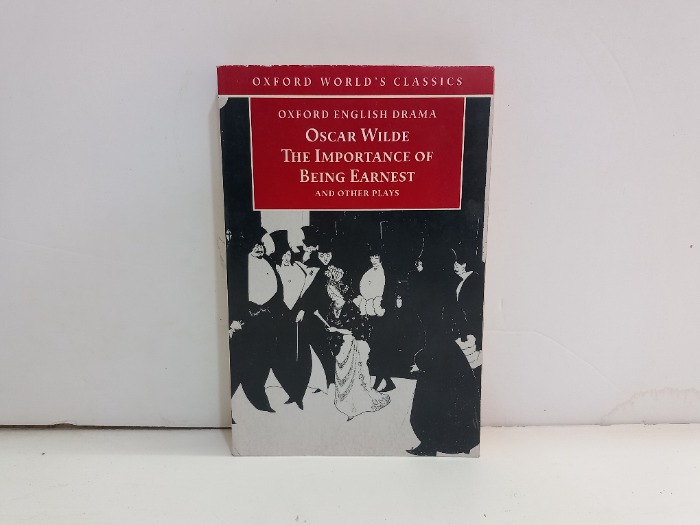 OXFORD WORLD'S CLASSICS
OXFORD ENGLISH DRAMA
OSCAR WILDE
THE IMPORTANCE OF
BEING EARNEST
AND OTHER PLAYS